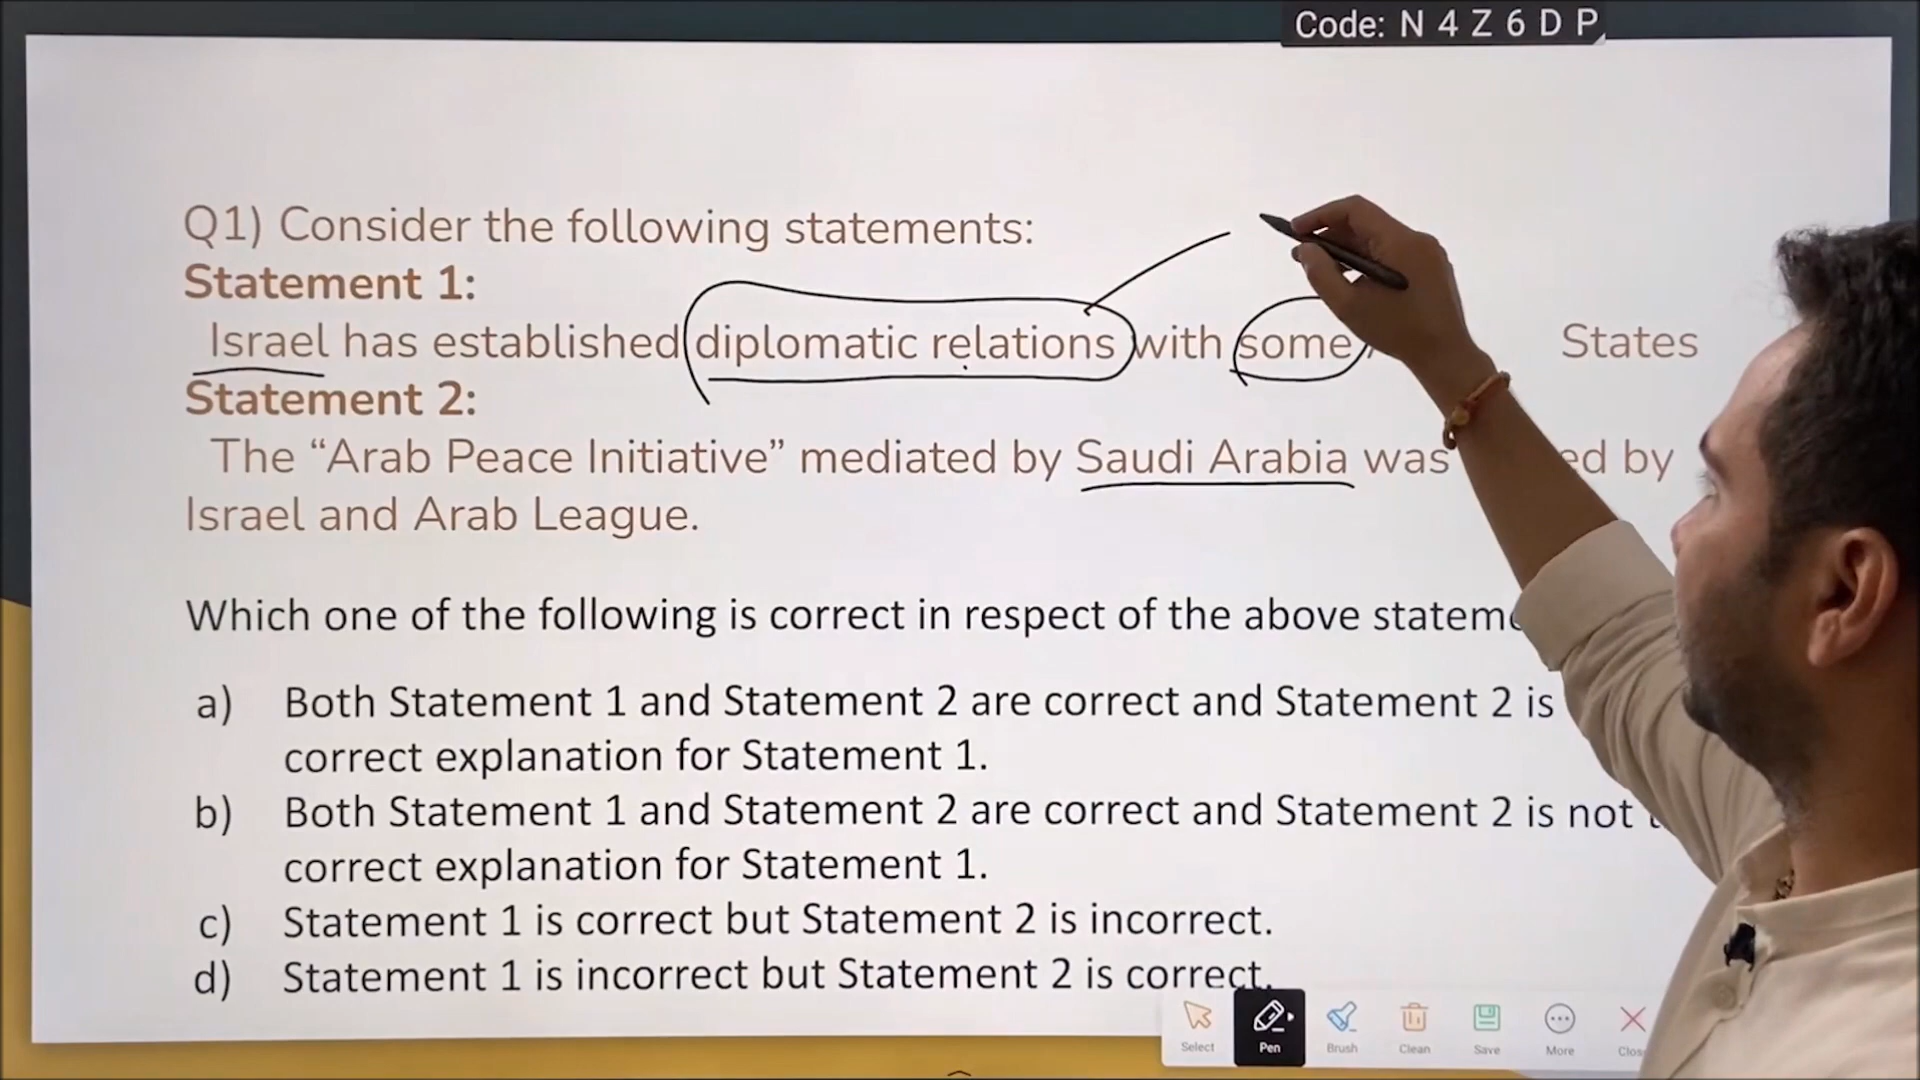 Code: N 4 Z 6 D P
Q1) Consider the following statements:
Statement 1:
Israel has established diplomatic relations with some States
Statement 2:
The “Arab Peace Initiative” mediated by Saudi Arabia was by
Israel and Arab League.
Which one of the following is correct in respect of the above
a) Both Statement 1 and Statement 2 are correct and Statement 2 is
correct explanation for Statement 1.
b) Both Statement 1 and Statement 2 are correct and Statement 2 is not
correct explanation for Statement 1.
c) Statement 1 is correct but Statement 2 is incorrect.
d) Statement 1 is incorrect but Statement 2 is correct.
Select Pen Brush Clean Save More